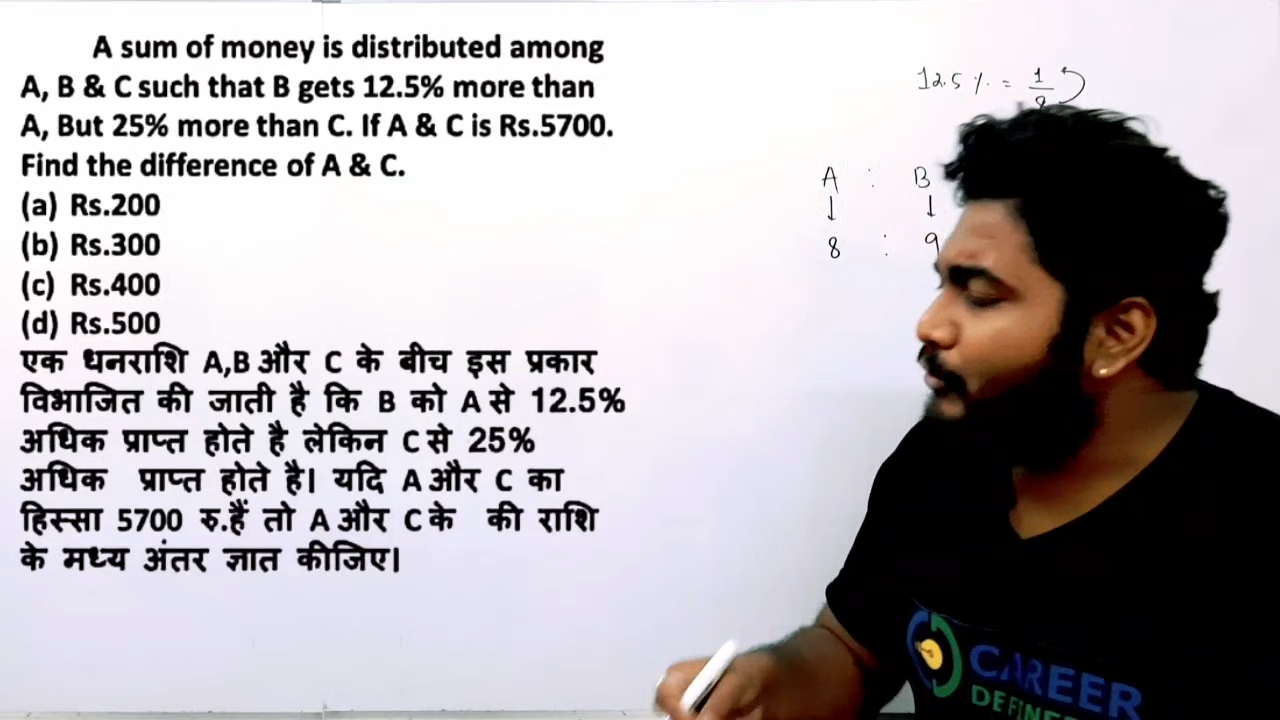 A sum of money is distributed among
A, B & C such that B gets 12.5% more than
A, But 25% more than C. If A & C is Rs.5700.
Find the difference of A & C.
(a) Rs.200
(b) Rs.300
(c) Rs.400
(d) Rs.500
एक धनराशि A,B और C के बीच इस प्रकार
विभाजित की जाती है कि B को A से 12.5%
अधिक प्राप्त होते है लेकिन C से 25%
अधिक प्राप्त होते है। यदि A और C का
हिस्सा 5700 रु.हैं तो A और C के की राशि
के मध्य अंतर ज्ञात कीजिए।
12.5 % = 1/8
A : B
8 : 9
CAREER